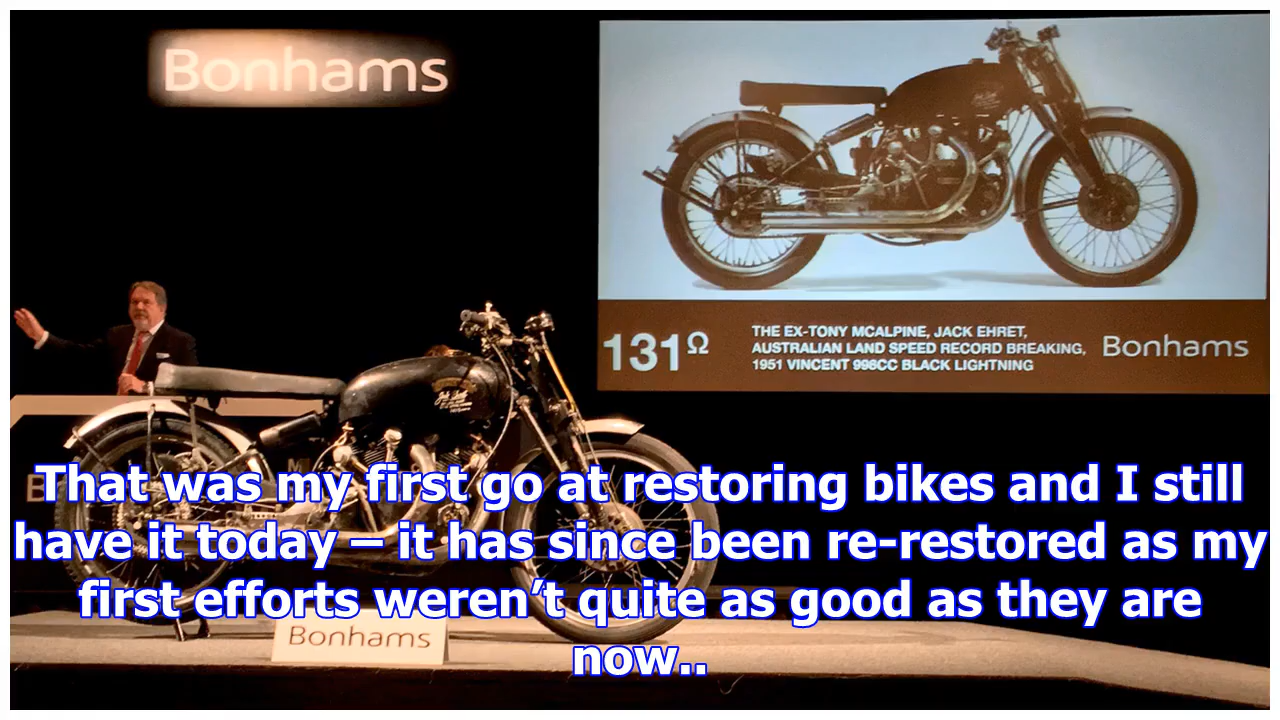 Bonhams
131Ω
THE EX-TONY MCALPINE, JACK EHRET,
AUSTRALIAN LAND SPEED RECORD BREAKING,
1951 VINCENT 998CC BLACK LIGHTNING
Bonhams
That was my first go at restoring bikes and I still
have it today – it has since been re-restored as my
first efforts weren't quite as good as they are
now..
Bonhams